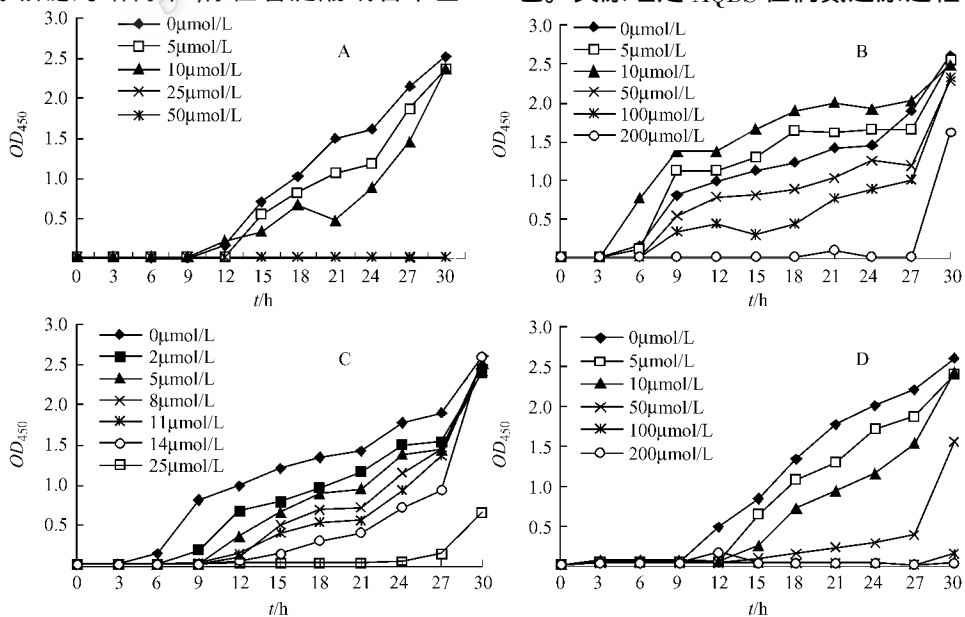 0μmol/L
5μmol/L
10μmol/L
25μmol/L
50μmol/L
A
3.0
2.5
2.0
1.5
1.0
0.5
OD450
0 3 6 9 12 15 18 21 24 27 30
t/h
0μmol/L
5μmol/L
10μmol/L
50μmol/L
100μmol/L
200μmol/L
B
3.0
2.5
2.0
1.5
1.0
0.5
OD450
0 3 6 9 12 15 18 21 24 27 30
t/h
0μmol/L
2μmol/L
5μmol/L
8μmol/L
11μmol/L
14μmol/L
25μmol/L
C
3.0
2.5
2.0
1.5
1.0
0.5
OD450
0 3 6 9 12 15 18 21 24 27 30
t/h
0μmol/L
5μmol/L
10μmol/L
50μmol/L
100μmol/L
200μmol/L
D
3.0
2.5
2.0
1.5
1.0
0.5
OD450
0 3 6 9 12 15 18 21 24 27 30
t/h